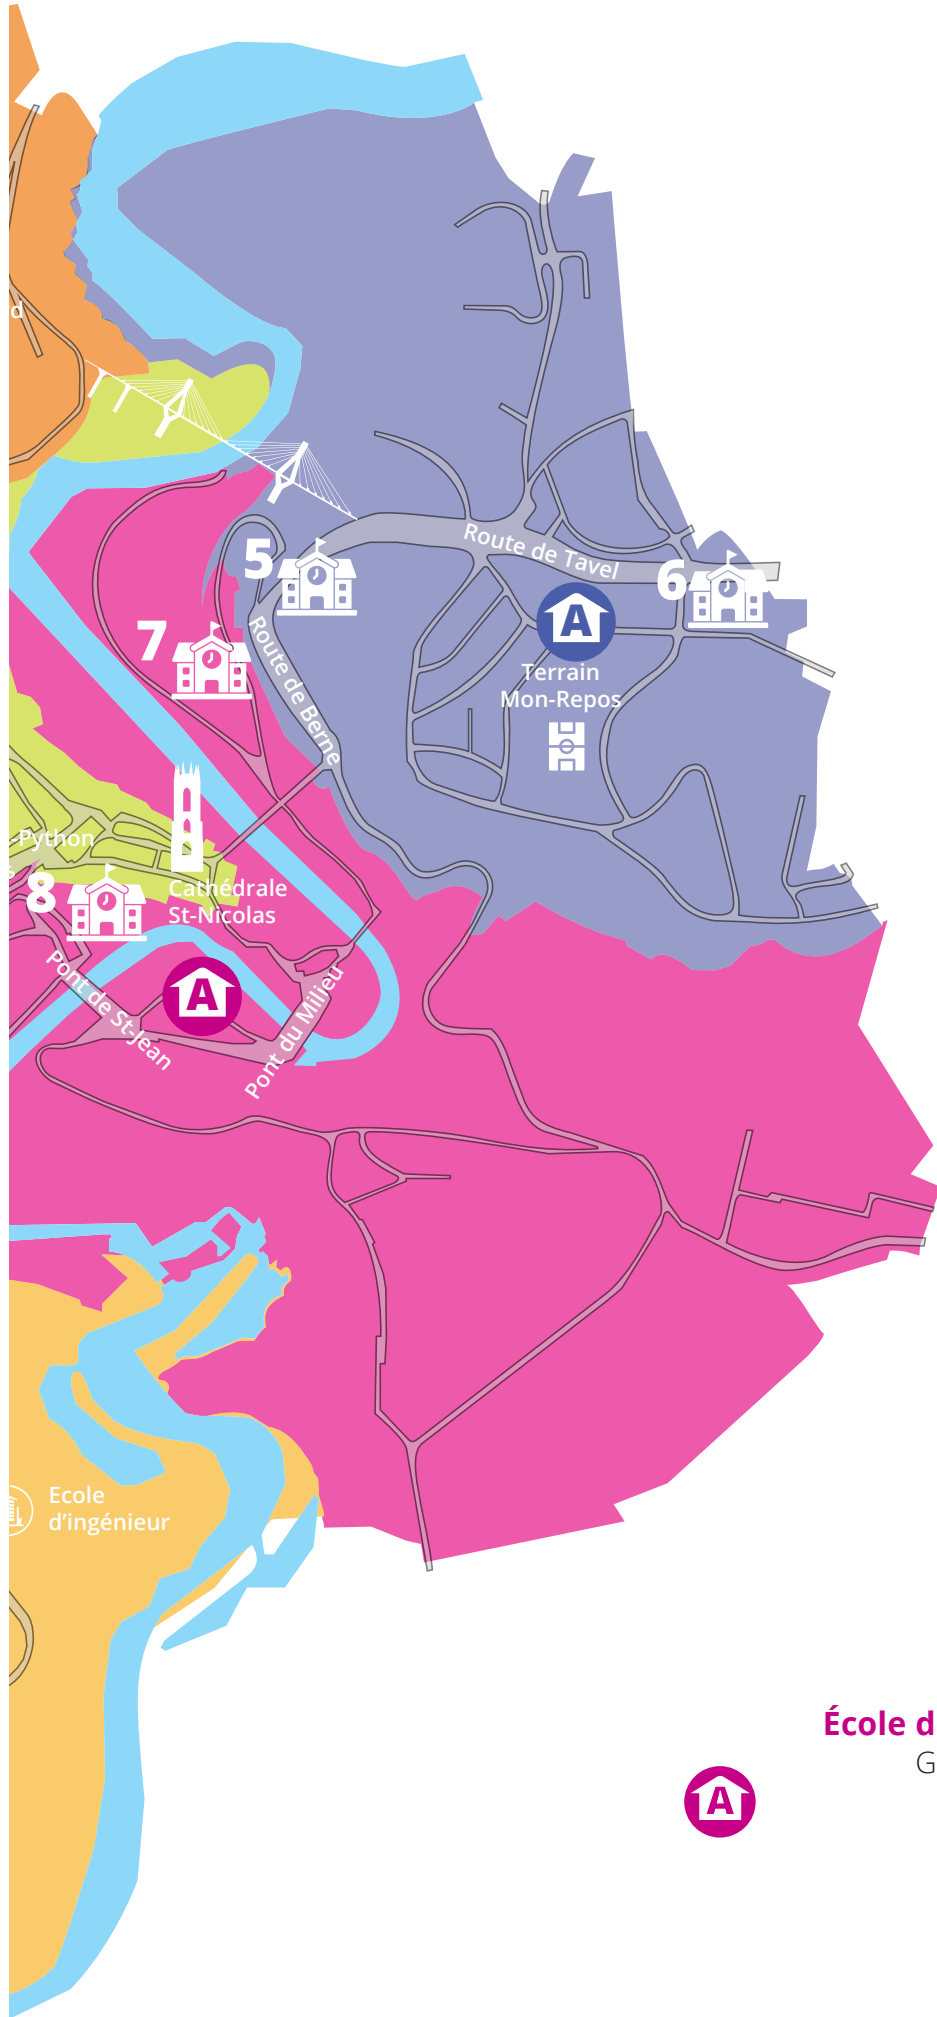 d
Route de Tavel
5
6
A
7
Route de Berne
Terrain
Mon-Repos
Python
8
Cathédrale
St-Nicolas
A
Pont de St-Jean
Pont du Milieu
Ecole
d'ingénieur
École d
G
A